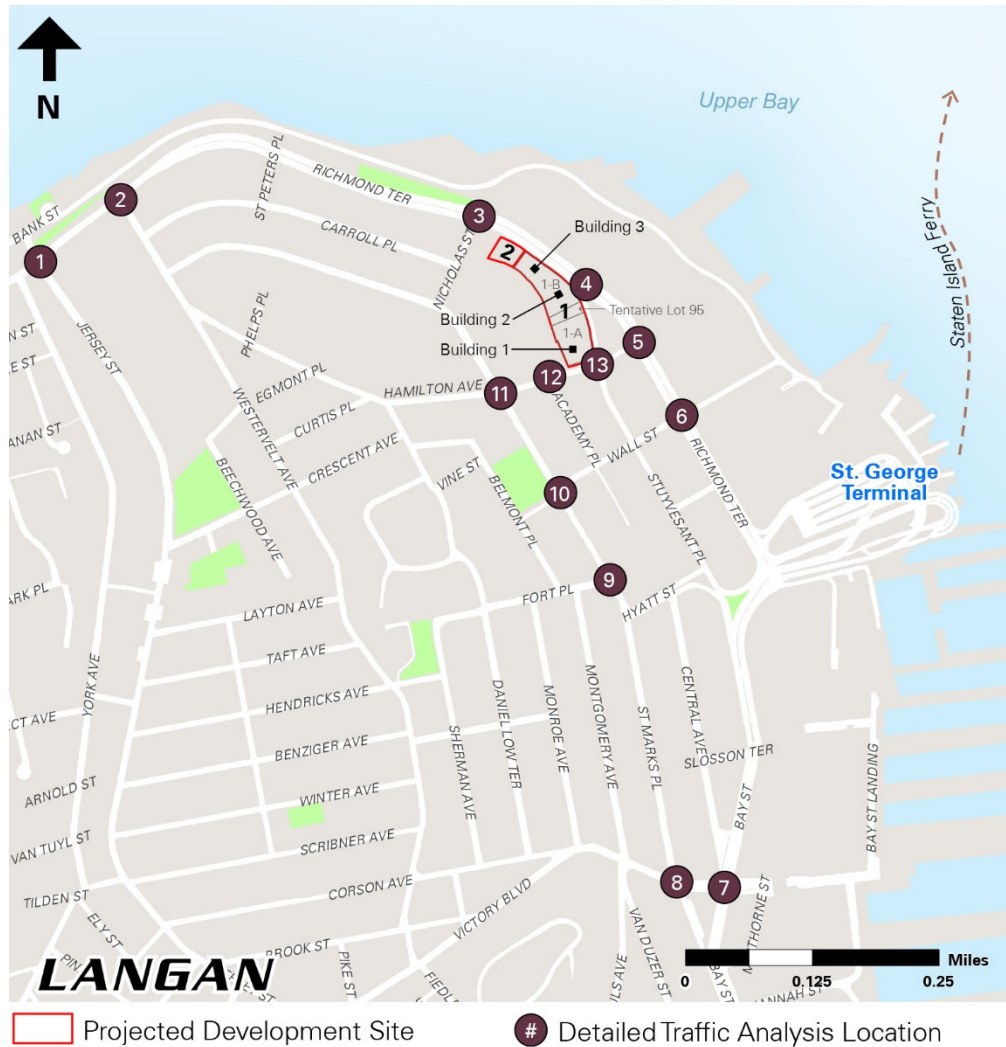 N
Upper Bay
Staten Island Ferry
ST PETERS PL
RICHMOND TER
BANK ST
2
3
1
CARROLL PL
NICHOLAS ST
2
Building 3
1-B
4
Building 2
1
Tentative Lot 95
1-A
Building 1
5
13
12
11
HAMILTON AVE
JERSEY ST
PHELPS PL
EGMONT PL
CURTIS PL
CRESCENT AVE
WESTERVELT AVE
BEECHWOOD AVE
ACADEMY PL
6
WALL ST
RICHMOND TER
VINE ST
BELMONT PL
10
STUYVESANT PL
St. George
Terminal
9
FORT PL
HYATT ST
LAYTON AVE
TAFT AVE
HENDRICKS AVE
BENZIGER AVE
WINTER AVE
SCRIBNER AVE
CORSON AVE
YORK AVE
ARK PL
ECT AVE
ANAN ST
N ST
ARNOLD ST
VAN TUYL ST
TILDEN ST
ELY ST
PIN
BROOK ST
PIKE ST
VICTORY BLVD
FIEDL
SHERMAN AVE
DANIEL LOW TER
MONROE AVE
MONTGOMERY AVE
ST MARKS PL
CENTRAL AVE
SLOSSON TER
BAY ST
BAY ST LANDING
8
7
VAN DUZER ST
BAY ST
THORNE ST
ILS AVE
ANNAH ST
Miles
0
0.125
0.25
LANGAN
Projected Development Site
# Detailed Traffic Analysis Location